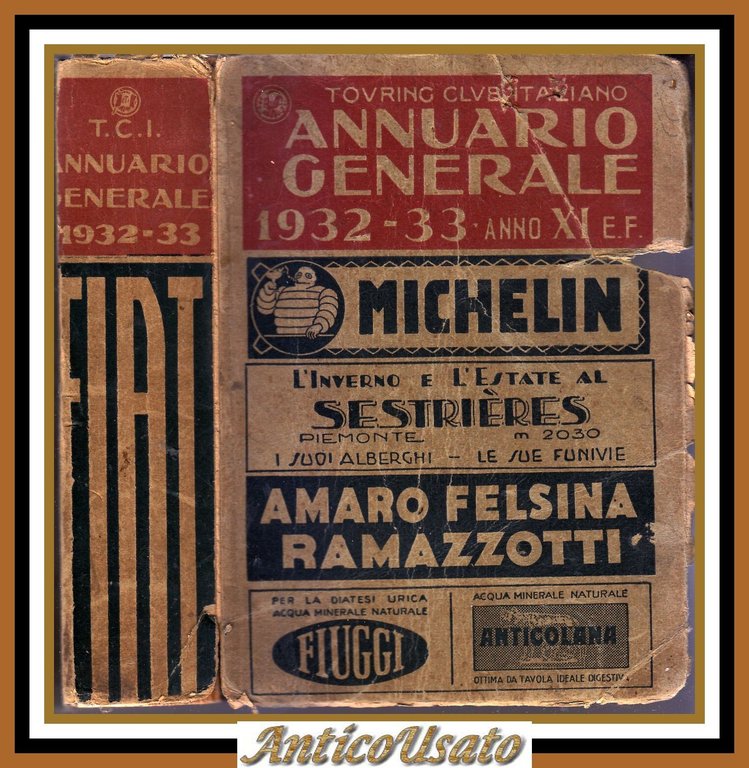 T.C.I.
ANNUARIO
GENERALE
1932-33
FIAT
TOVRING CLVB ITALIANO
ANNUARIO
GENERALE
1932-33 · ANNO XI E.F.
MICHELIN
L'INVERNO E L'ESTATE AL
SESTRIÈRES
PIEMONTE m 2030
I SUOI ALBERGHI – LE SUE FUNIVIE
AMARO FELSINA
RAMAZZOTTI
PER LA DIATESI URICA
ACQUA MINERALE NATURALE
FIUGGI
ACQUA MINERALE NATURALE
ANTICOLANA
OTTIMA DA TAVOLA IDEALE DIGESTIVA
AnticoUsato